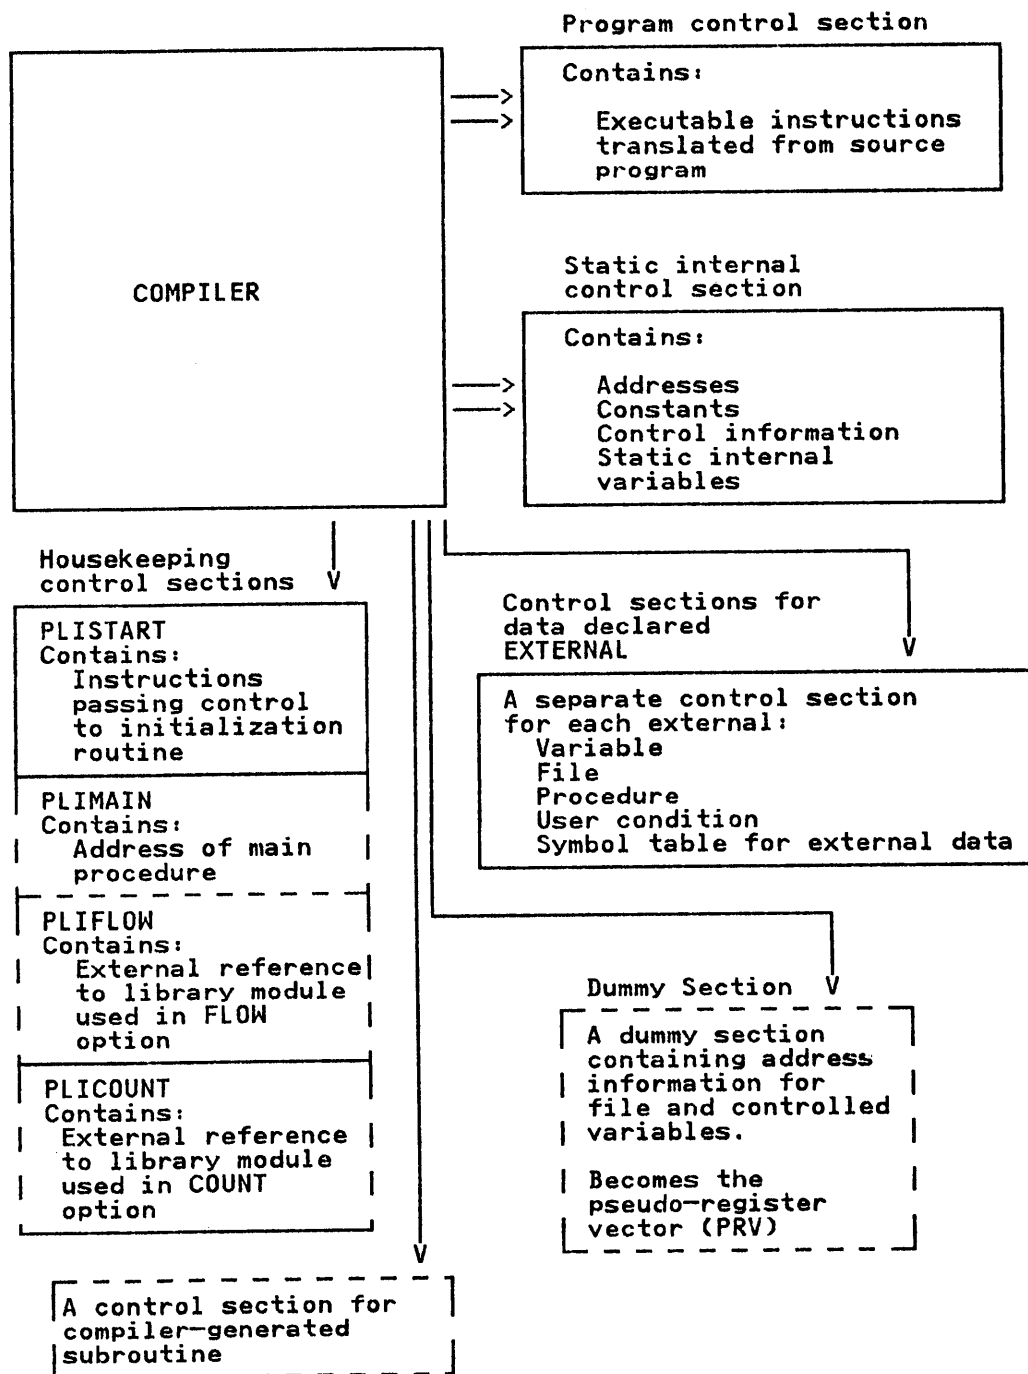 Program control section
Contains:
Executable instructions
translated from source
program
COMPILER
Static internal
control section
Contains:
Addresses
Constants
Control information
Static internal
variables
Housekeeping
control sections
PLISTART
Contains:
Instructions
passing control
to initialization
routine
PLIMAIN
Contains:
Address of main
procedure
PLIFLOW
Contains:
External reference
to library module
used in FLOW
option
PLICOUNT
Contains:
External reference
to library module
used in COUNT
option
Control sections for
data declared
EXTERNAL
A separate control section
for each external:
Variable
File
Procedure
User condition
Symbol table for external data
Dummy Section
A dummy section
containing address
information for
file and controlled
variables.
Becomes the
pseudo-register
vector (PRV)
A control section for
compiler-generated
subroutine